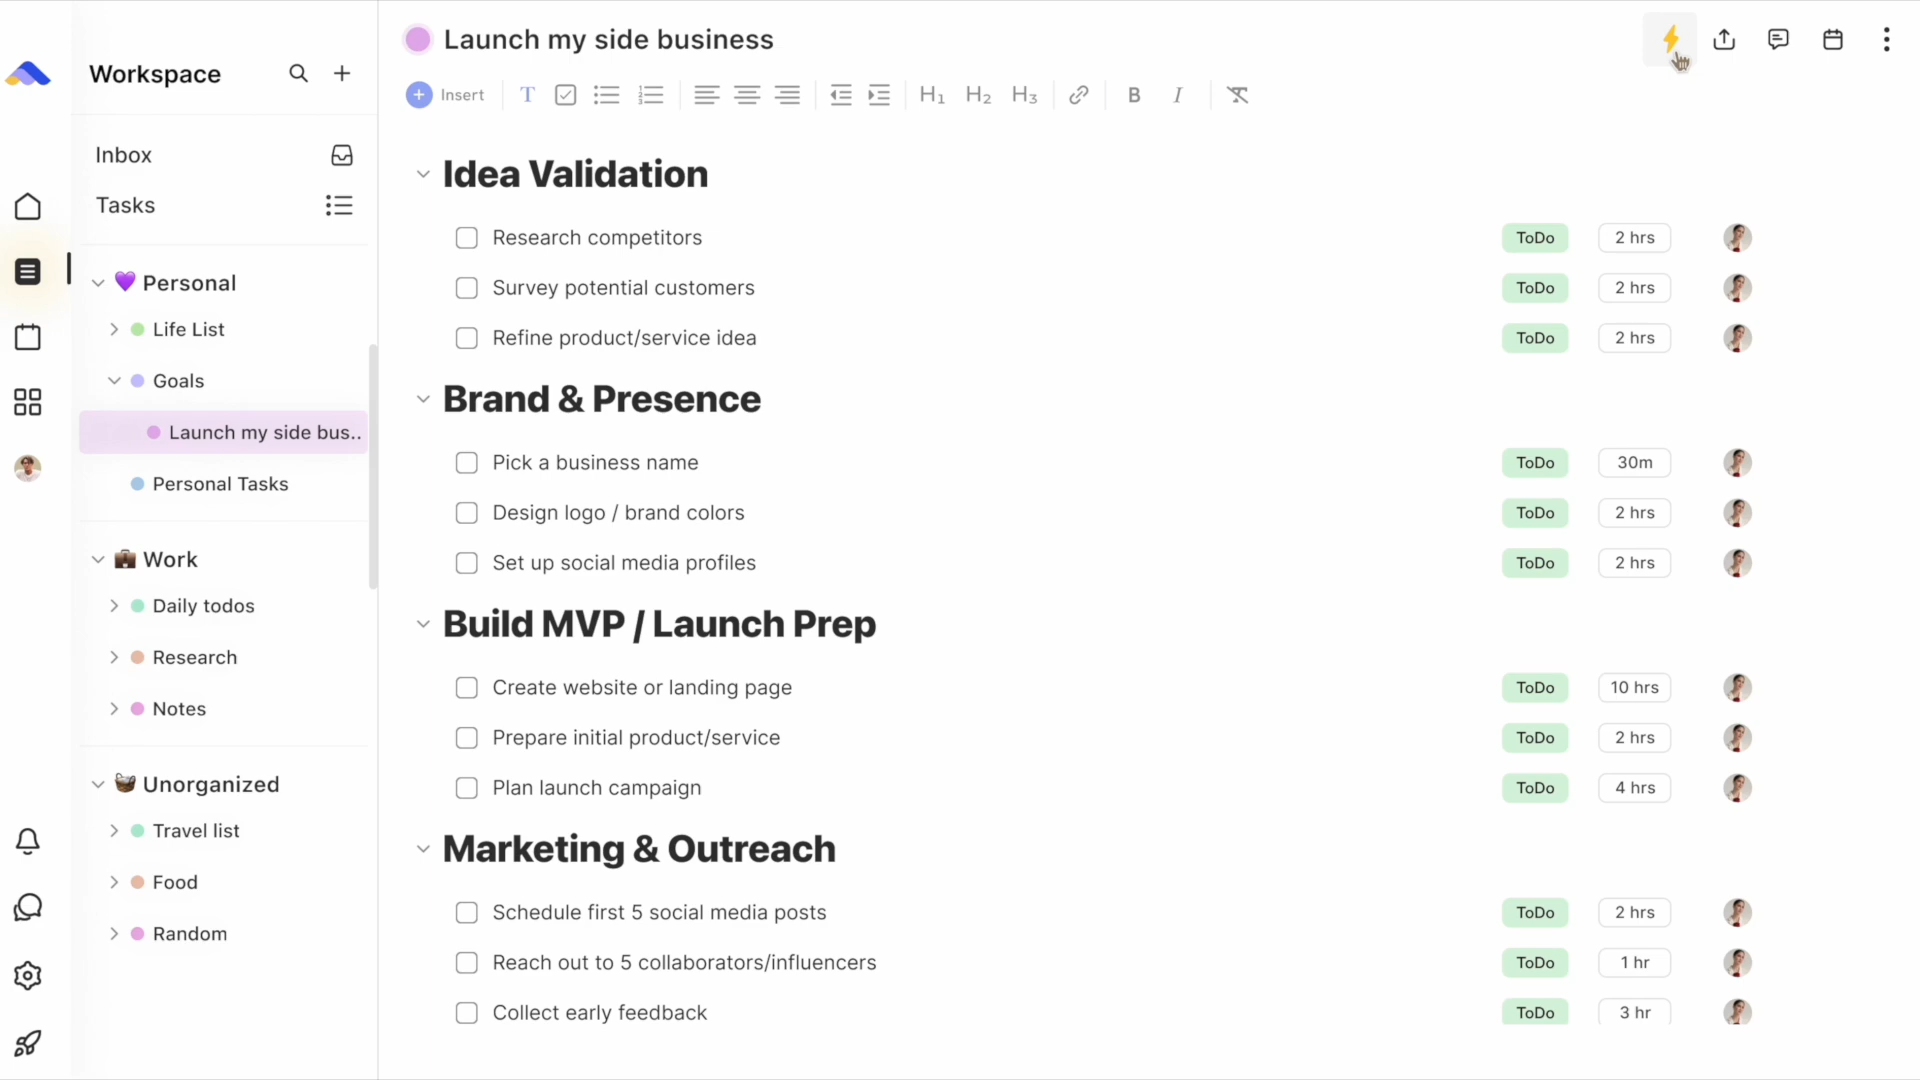 Workspace
Inbox
Tasks
Personal
Life List
Goals
Launch my side bus..
Personal Tasks
Work
Daily todos
Research
Notes
Unorganized
Travel list
Food
Random
Launch my side business
Insert T H1 H2 H3 B I
Idea Validation
Research competitors ToDo 2 hrs
Survey potential customers ToDo 2 hrs
Refine product/service idea ToDo 2 hrs
Brand & Presence
Pick a business name ToDo 30m
Design logo / brand colors ToDo 2 hrs
Set up social media profiles ToDo 2 hrs
Build MVP / Launch Prep
Create website or landing page ToDo 10 hrs
Prepare initial product/service ToDo 2 hrs
Plan launch campaign ToDo 4 hrs
Marketing & Outreach
Schedule first 5 social media posts ToDo 2 hrs
Reach out to 5 collaborators/influencers ToDo 1 hr
Collect early feedback ToDo 3 hr